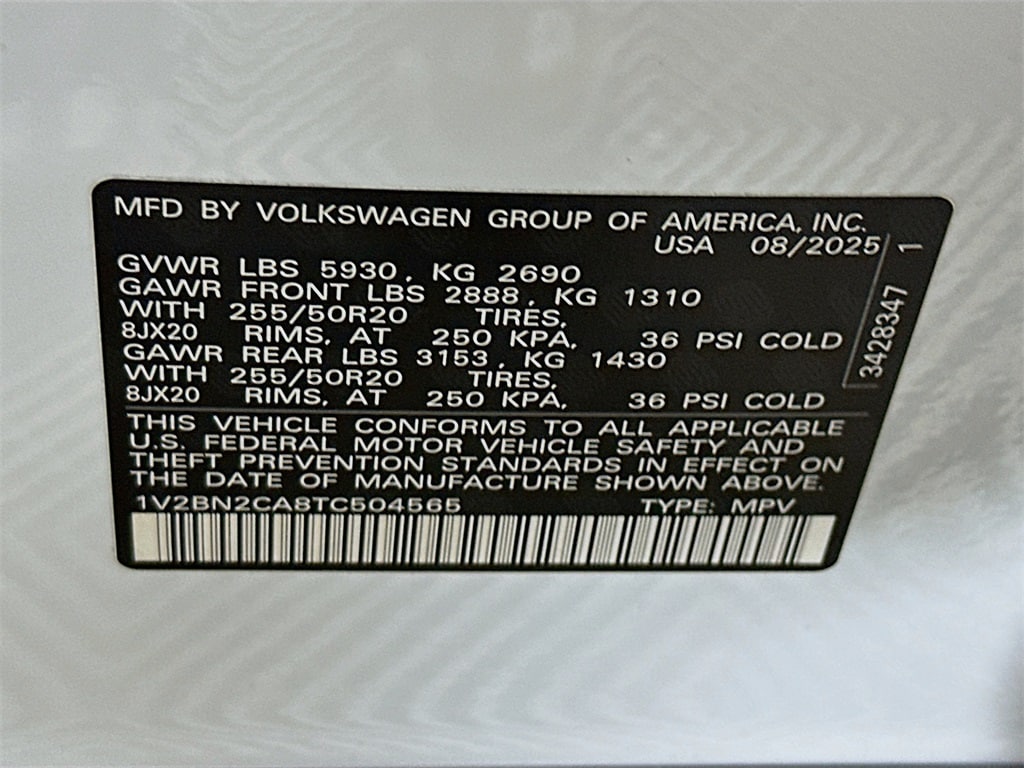 MFD BY VOLKSWAGEN GROUP OF AMERICA, INC.
USA 08/2025
GVWR LBS 5930, KG 2690
GAWR FRONT LBS 2888, KG 1310
WITH 255/50R20 TIRES,
8JX20 RIMS, AT 250 KPA, 36 PSI COLD
GAWR REAR LBS 3153, KG 1430
WITH 255/50R20 TIRES,
8JX20 RIMS, AT 250 KPA, 36 PSI COLD
THIS VEHICLE CONFORMS TO ALL APPLICABLE
U.S. FEDERAL MOTOR VEHICLE SAFETY AND
THEFT PREVENTION STANDARDS IN EFFECT ON
THE DATE OF MANUFACTURE SHOWN ABOVE.
1V2BN2CA8TC504565 TYPE: MPV
3428347 1